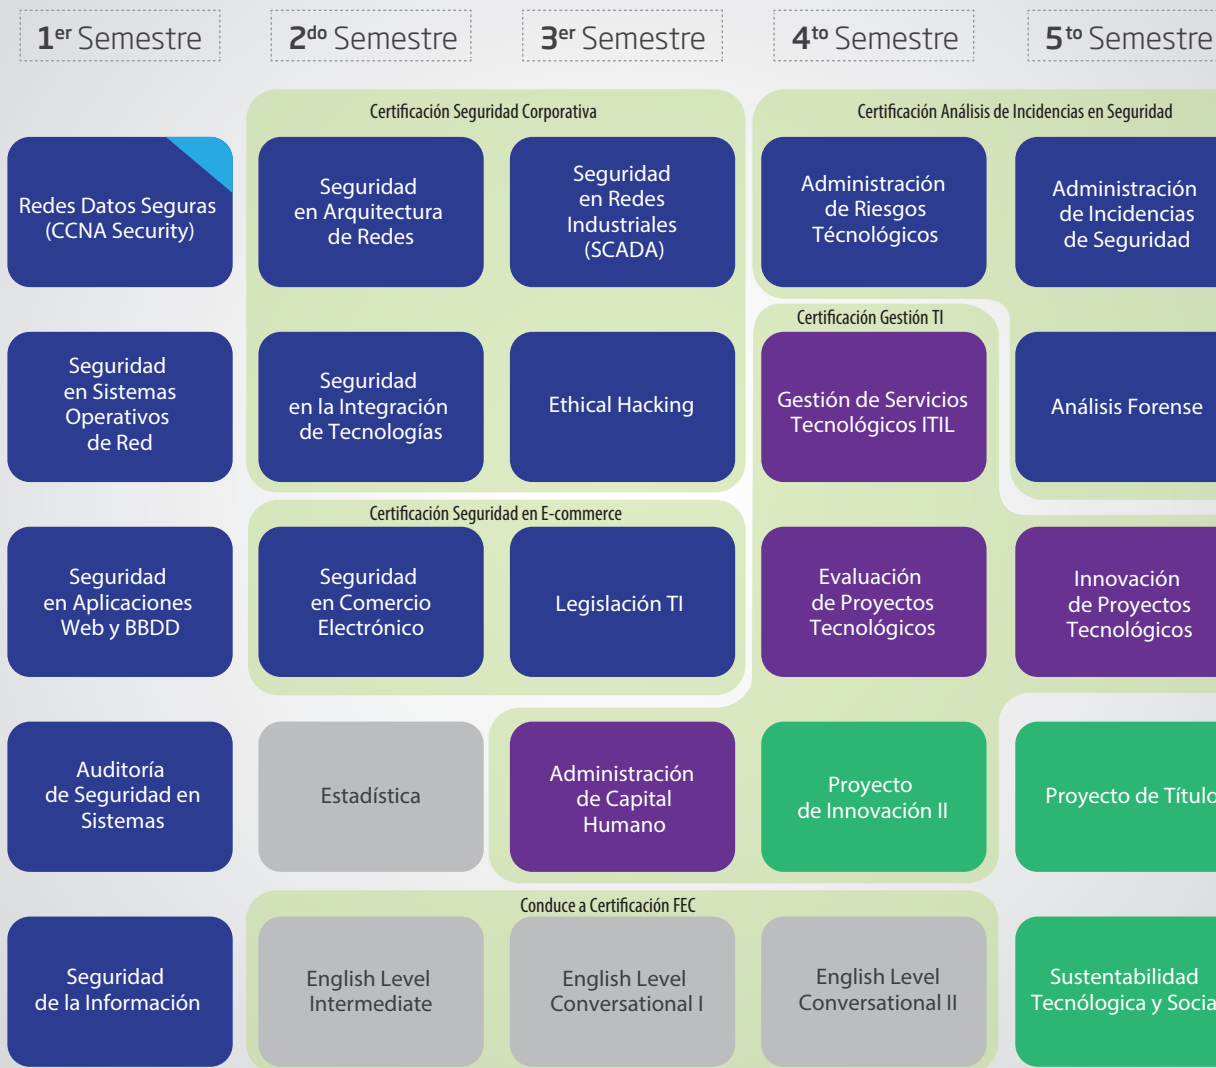 1er Semestre
2do Semestre
3er Semestre
4to Semestre
5to Semestre
Certificación Seguridad Corporativa
Certificación Análisis de Incidencias en Seguridad
Redes Datos Seguras
(CCNA Security)
Seguridad
en Arquitectura
de Redes
Seguridad
en Redes
Industriales
(SCADA)
Administración
de Riesgos
Técnológicos
Administración
de Incidencias
de Seguridad
Certificación Gestión TI
Seguridad
en Sistemas
Operativos
de Red
Seguridad
en la Integración
de Tecnologías
Ethical Hacking
Gestión de Servicios
Tecnológicos ITIL
Análisis Forense
Certificación Seguridad en E-commerce
Seguridad
en Aplicaciones
Web y BBDD
Seguridad
en Comercio
Electrónico
Legislación TI
Evaluación
de Proyectos
Tecnológicos
Innovación
de Proyectos
Tecnológicos
Auditoría
de Seguridad en
Sistemas
Estadística
Administración
de Capital
Humano
Proyecto
de Innovación II
Proyecto de Título
Conduce a Certificación FEC
Seguridad
de la Información
English Level
Intermediate
English Level
Conversational I
English Level
Conversational II
Sustentabilidad
Tecnólogica y Social